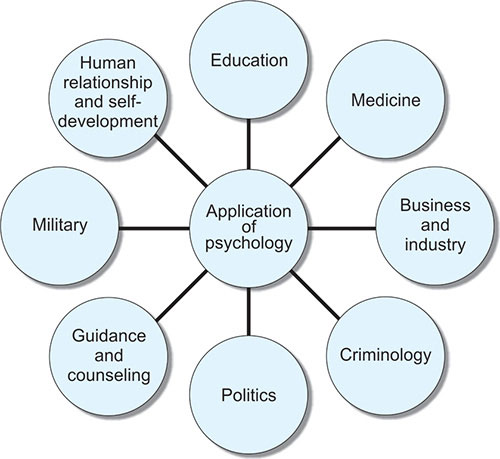 Education
Human
relationship
and self-
development
Medicine
Military
Application
of
psychology
Business
and
industry
Guidance
and
counseling
Politics
Criminology